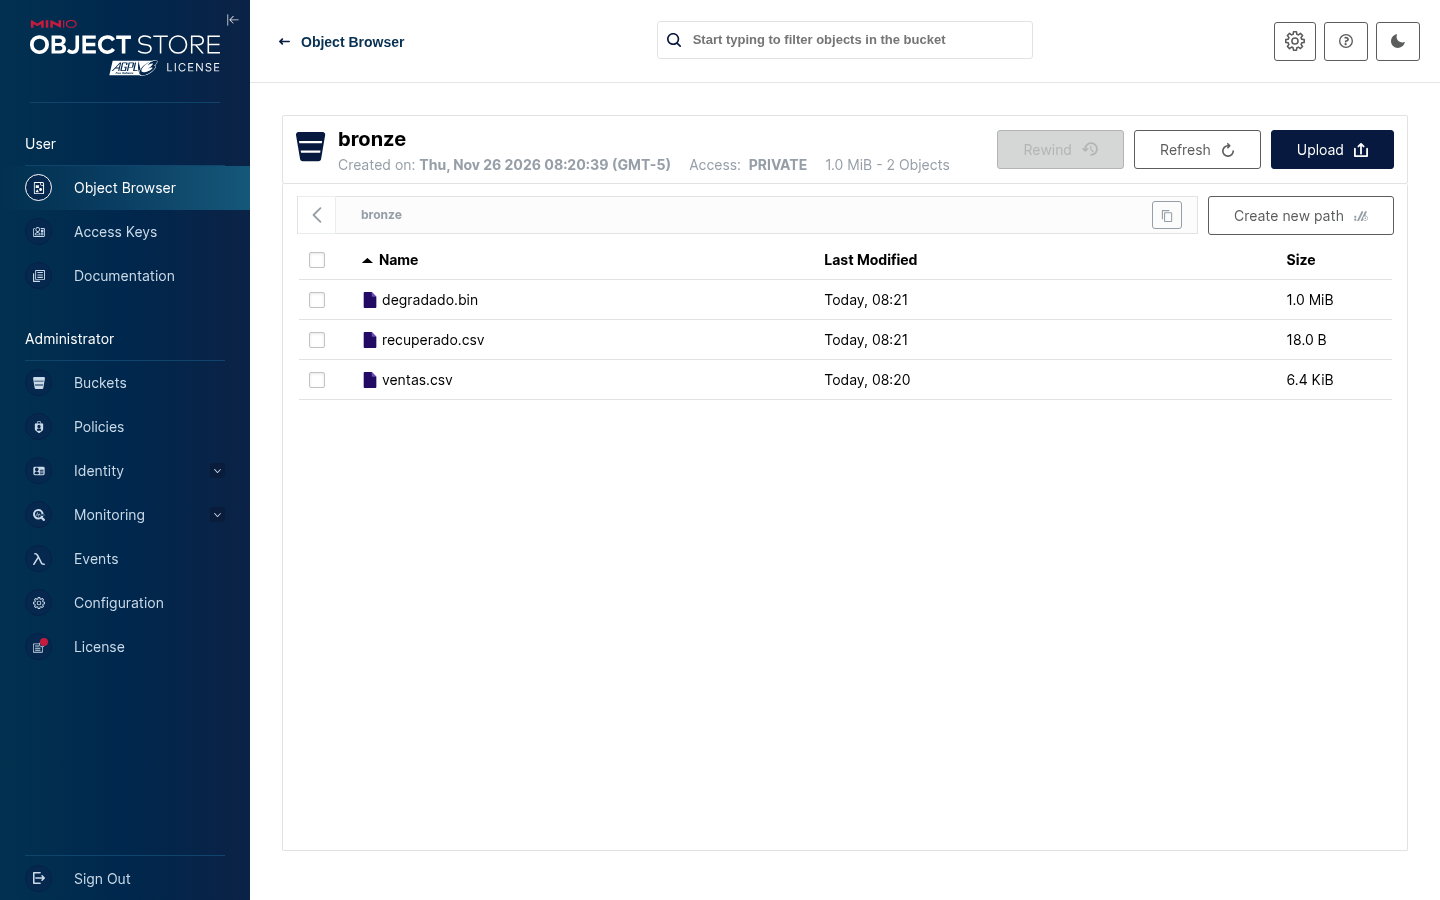 MINIO
OBJECT STORE
AGPLv3 LICENSE
User
Object Browser
Access Keys
Documentation
Administrator
Buckets
Policies
Identity
Monitoring
Events
Configuration
License
Sign Out
Object Browser
Start typing to filter objects in the bucket
bronze
Created on: Thu, Nov 26 2026 08:20:39 (GMT-5) Access: PRIVATE 1.0 MiB - 2 Objects
Rewind Refresh Upload
bronze Create new path
Name Last Modified Size
degradado.bin Today, 08:21 1.0 MiB
recuperado.csv Today, 08:21 18.0 B
ventas.csv Today, 08:20 6.4 KiB